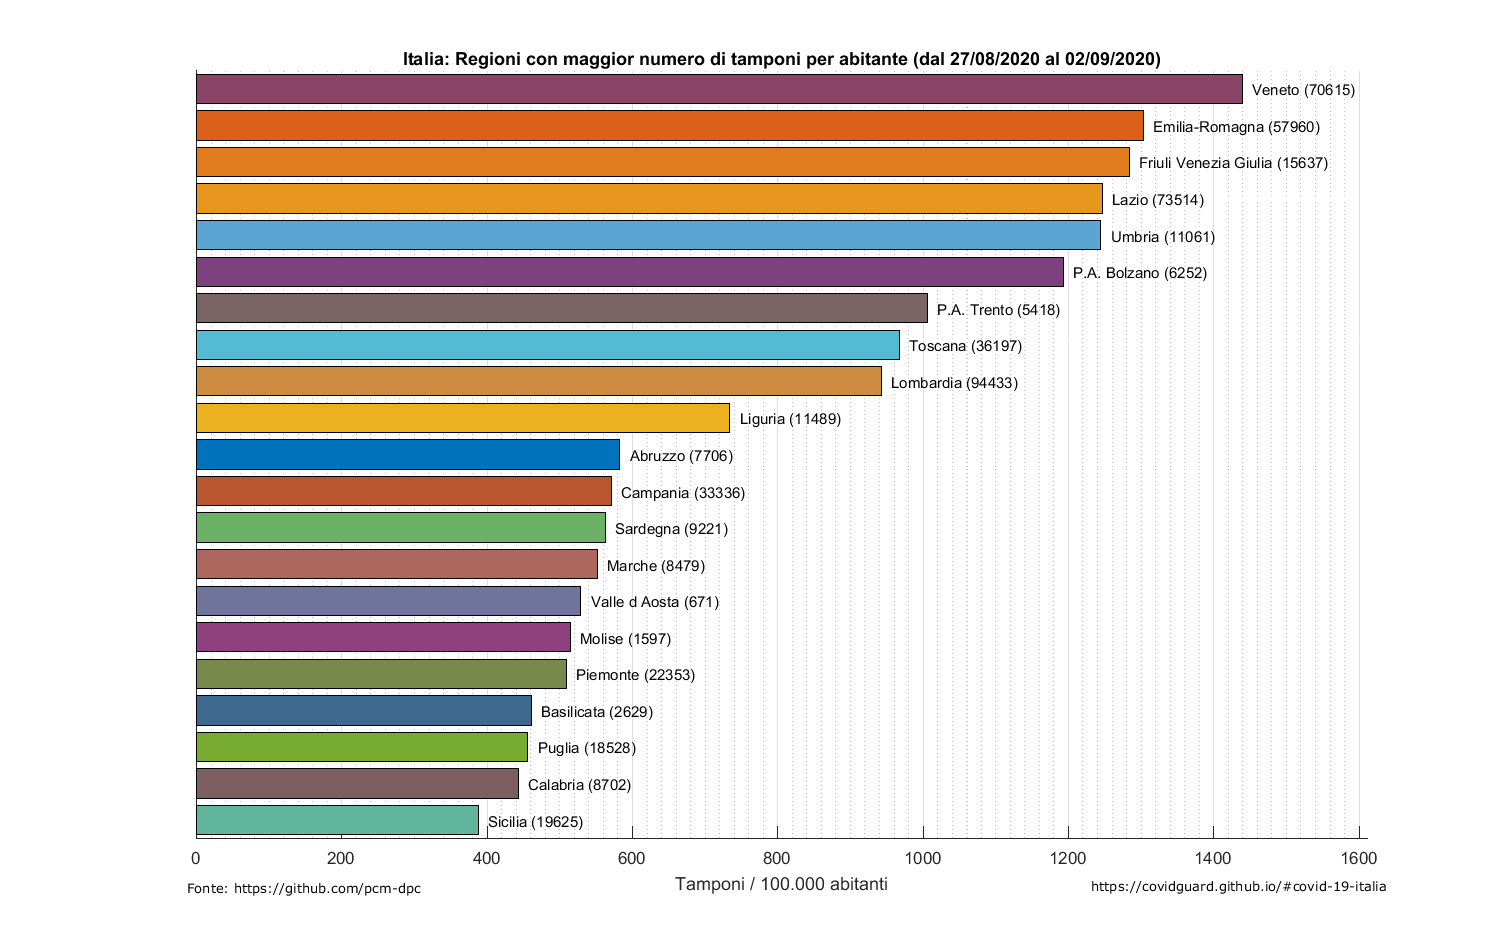 Italia: Regioni con maggior numero di tamponi per abitante (dal 27/08/2020 al 02/09/2020)
Veneto (70615)
Emilia-Romagna (57960)
Friuli Venezia Giulia (15637)
Lazio (73514)
Umbria (11061)
P.A. Bolzano (6252)
P.A. Trento (5418)
Toscana (36197)
Lombardia (94433)
Liguria (11489)
Abruzzo (7706)
Campania (33336)
Sardegna (9221)
Marche (8479)
Valle d Aosta (671)
Molise (1597)
Piemonte (22353)
Basilicata (2629)
Puglia (18528)
Calabria (8702)
Sicilia (19625)
0 200 400 600 800 1000 1200 1400 1600
Tamponi / 100.000 abitanti
Fonte: https://github.com/pcm-dpc
https://covidguard.github.io/#covid-19-italia